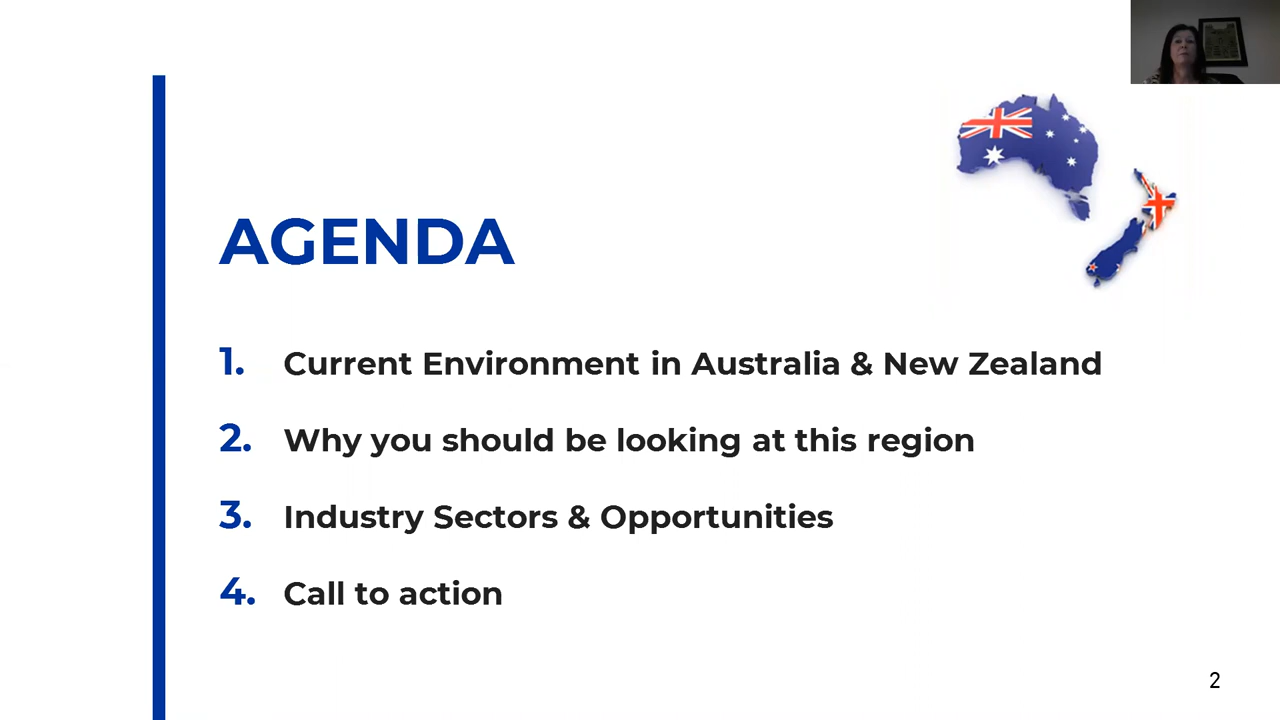 AGENDA
1. Current Environment in Australia & New Zealand
2. Why you should be looking at this region
3. Industry Sectors & Opportunities
4. Call to action
2